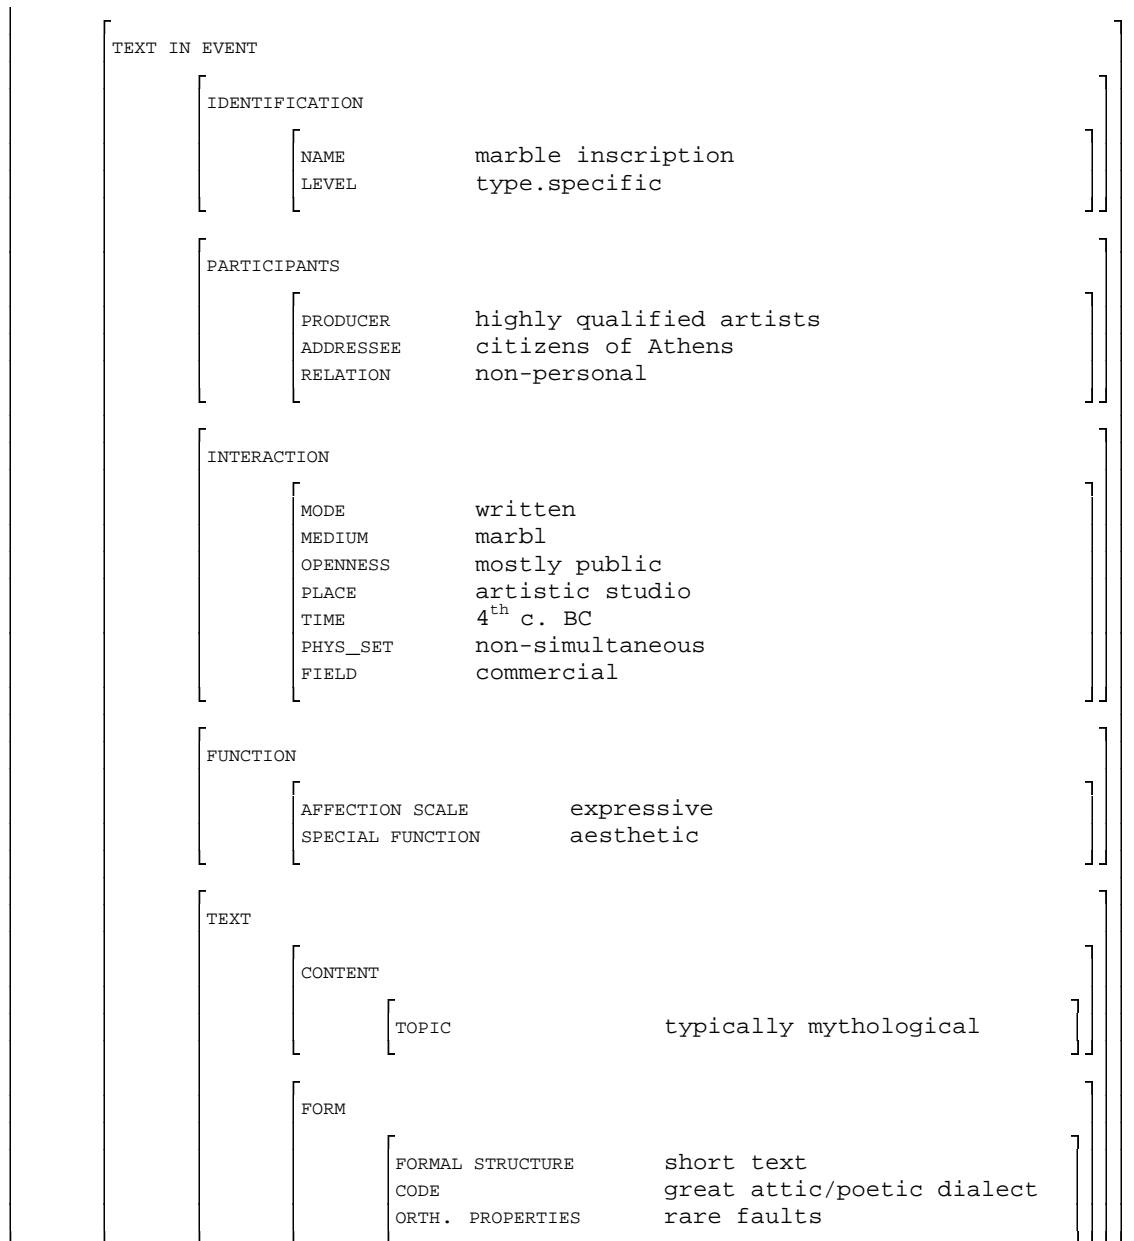 TEXT IN EVENT
IDENTIFICATION
NAME marble inscription
LEVEL type.specific
PARTICIPANTS
PRODUCER highly qualified artists
ADDRESSEE citizens of Athens
RELATION non-personal
INTERACTION
MODE written
MEDIUM marbl
OPENNESS mostly public
PLACE artistic studio
TIME 4th c. BC
PHYS_SET non-simultaneous
FIELD commercial
FUNCTION
AFFECTION SCALE expressive
SPECIAL FUNCTION aesthetic
TEXT
CONTENT
TOPIC typically mythological
FORM
FORMAL STRUCTURE short text
CODE great attic/poetic dialect
ORTH. PROPERTIES rare faults